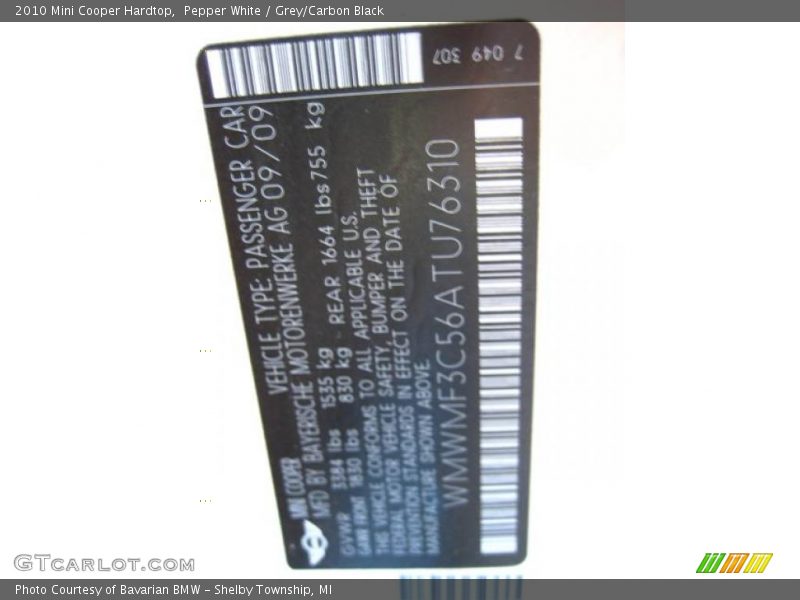 2010 Mini Cooper Hardtop,  Pepper White / Grey/Carbon Black
7 049 307
MINI COOPER
VEHICLE TYPE: PASSENGER CAR
MFD BY BAYERISCHE MOTORENWERKE AG 09/09
GVWR 3384 lbs 1535 kg
GAWR FRONT 1830 lbs 830 kg - REAR 1664 lbs 755 kg
THE VEHICLE CONFORMS TO ALL APPLICABLE U.S.
FEDERAL MOTOR VEHICLE SAFETY, BUMPER AND THEFT
PREVENTION STANDARDS IN EFFECT ON THE DATE OF
MANUFACTURE SHOWN ABOVE
WMWMF3C56ATU76310
GTCARLOT.COM
Photo Courtesy of Bavarian BMW – Shelby Township, MI